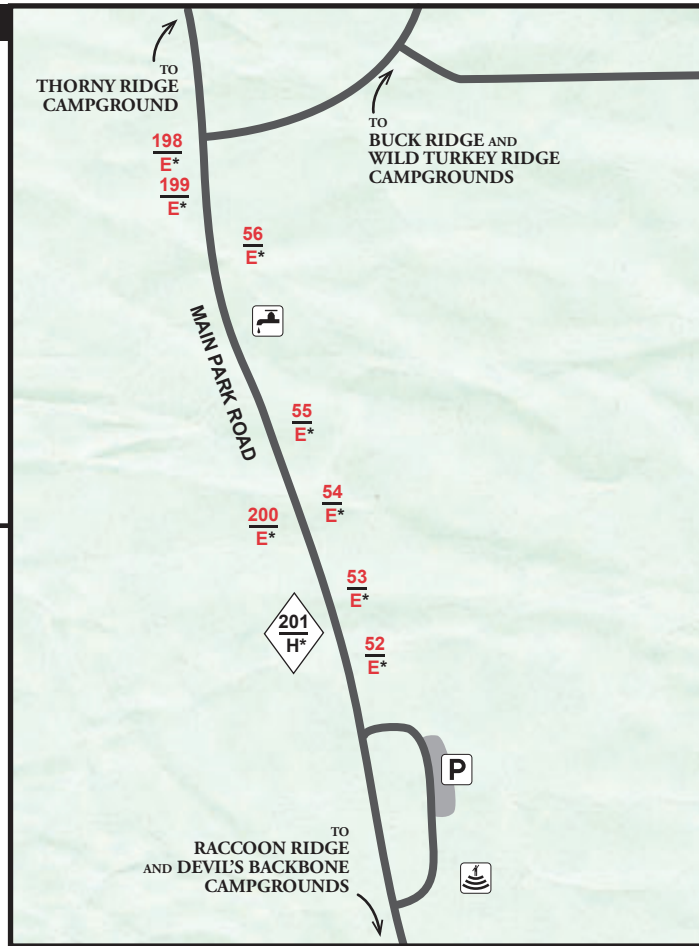 TO
THORNY RIDGE
CAMPGROUND
TO
BUCK RIDGE AND
WILD TURKEY RIDGE
CAMPGROUNDS
198
E*
199
E*
56
E*
MAIN PARK ROAD
55
E*
54
E*
200
E*
53
E*
201
H*
52
E*
P
TO
RACCOON RIDGE
AND DEVIL'S BACKBONE
CAMPGROUNDS